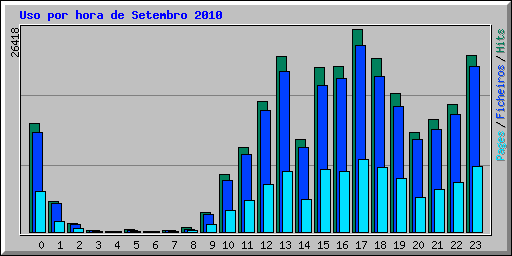 Uso por hora de Setembro 2010
26418
Pages / Ficheiros / Hits
0 1 2 3 4 5 6 7 8 9 10 11 12 13 14 15 16 17 18 19 20 21 22 23